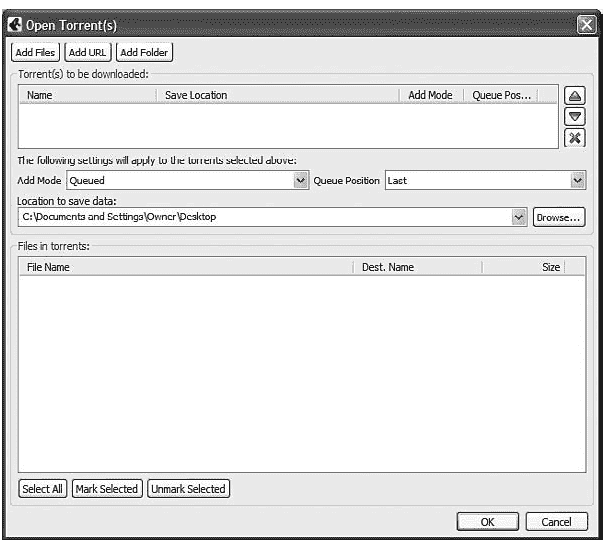 Open Torrent(s)
Add Files Add URL Add Folder
Torrent(s) to be downloaded:
Name Save Location Add Mode Queue Pos...
The following settings will apply to the torrents selected above:
Add Mode Queued Queue Position Last
Location to save data:
C:\Documents and Settings\Owner\Desktop Browse...
Files in torrents:
File Name Dest. Name Size
Select All Mark Selected Unmark Selected
OK Cancel